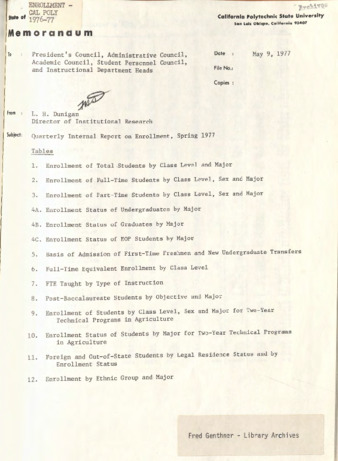 ENROLLMENT -
CAL POLY
1976-77
State of
California Polytechnic State University
San Luis Obispo, California 93407
Memorandum
To :
President's Council, Administrative Council,
Academic Council, Student Personnel Council,
and Instructional Department Heads
Date : May 9, 1977
File No.:
Copies :
From : L. H. Dunigan
Director of Institutional Research
Subject: Quarterly Internal Report on Enrollment, Spring 1977
Tables
1. Enrollment of Total Students by Class Level and Major
2. Enrollment of Full-Time Students by Class Level, Sex and Major
3. Enrollment of Part-Time Students by Class Level, Sex and Major
4A. Enrollment Status of Undergraduates by Major
4B. Enrollment Status of Graduates by Major
4C. Enrollment Status of EOP Students by Major
5. Basis of Admission of First-Time Freshmen and New Undergraduate Transfers
6. Full-Time Equivalent Enrollment by Class Level
7. FTE Taught by Type of Instruction
8. Post-Baccalaureate Students by Objective and Major
9. Enrollment of Students by Class Level, Sex and Major for Two-Year
Technical Programs in Agriculture
10. Enrollment Status of Students by Major for Two-Year Technical Programs
in Agriculture
11. Foreign and Out-of-State Students by Legal Residence Status and by
Enrollment Status
12. Enrollment by Ethnic Group and Major
Fred Genthner - Library Archives